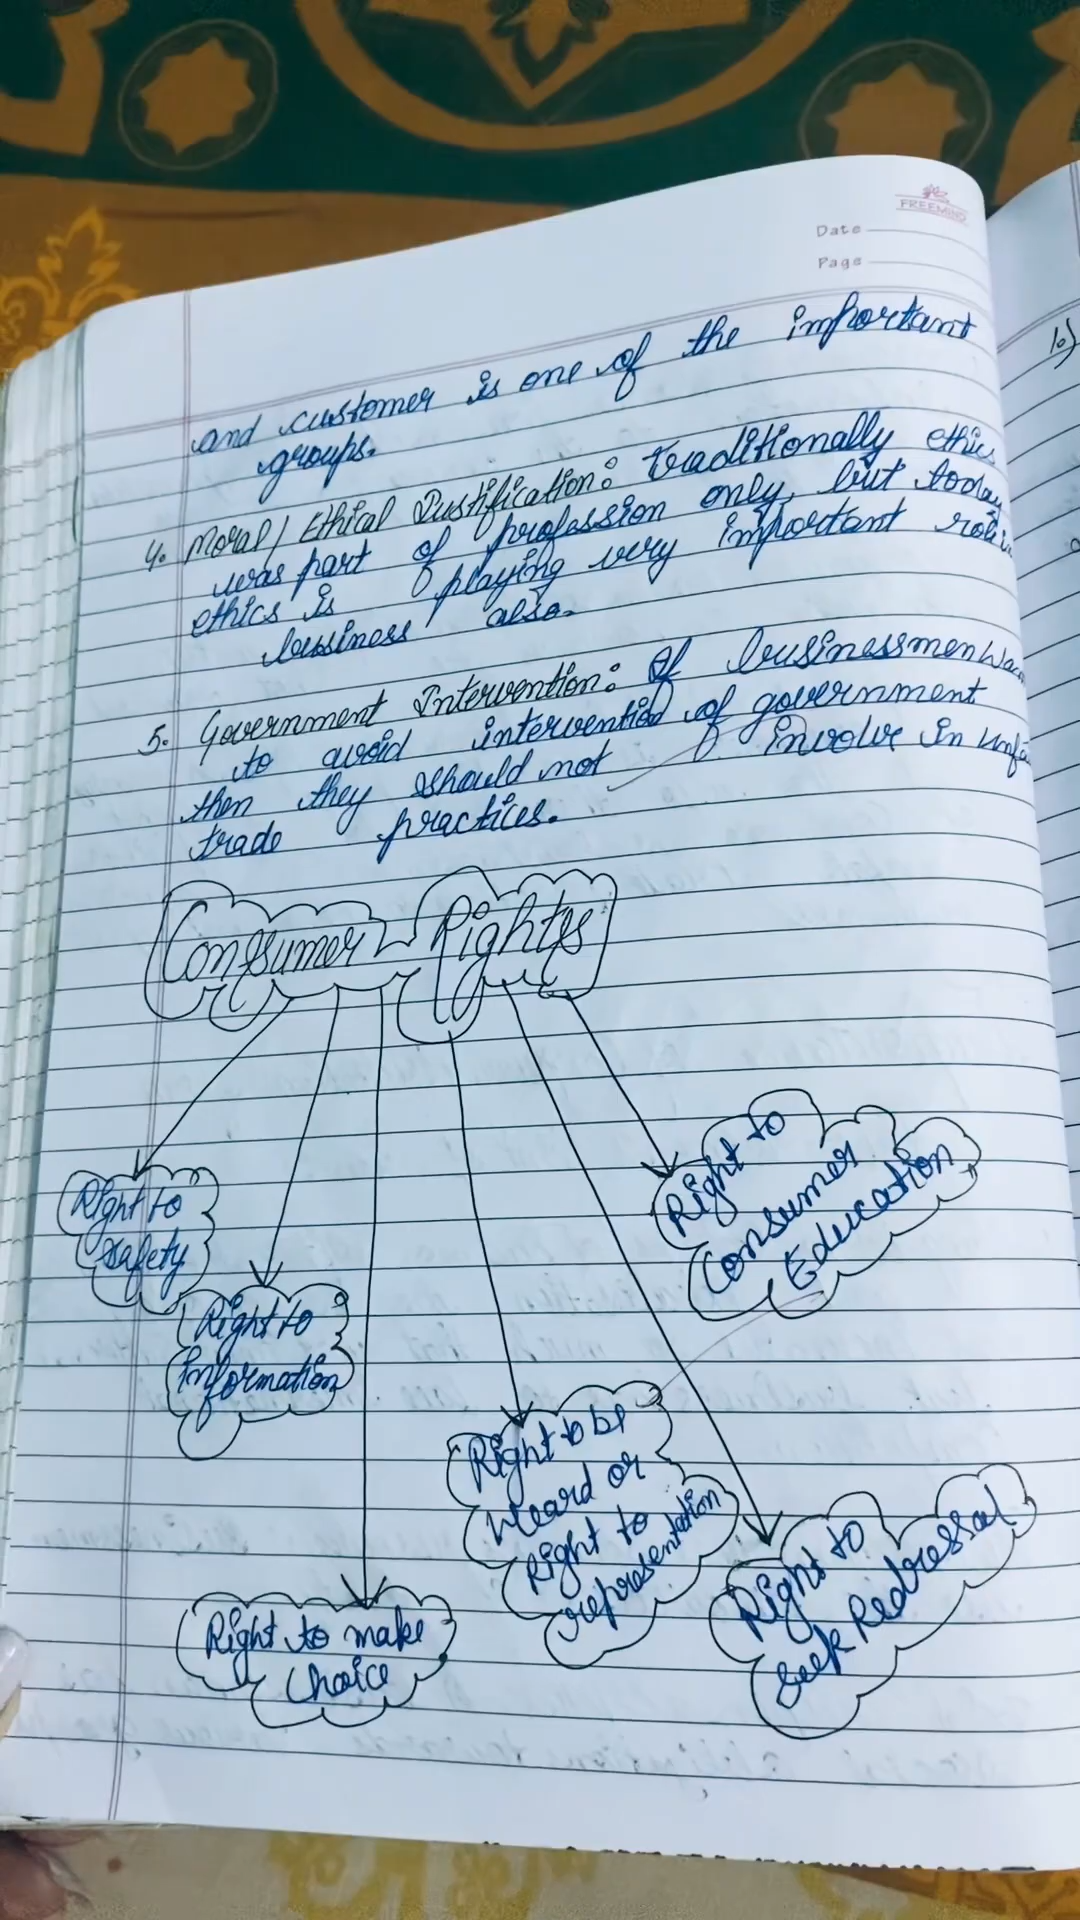 FREEMIND
Date
Page
and customer is one of the important
groups.
4. Moral / Ethical Justification: Traditionally ethic
was part of profession only, but today
ethics is playing very important role in
bussiness also.
5. Government Intervention: If businessmen
to avoid intervention of government
then they should not involve in
trade practices.
Consumer Rights
Right to
safety
Right to
information
Right to make
choice
Right to be
Heard or
Right to
representation
Right to
seek Redressal
Right to
Consumer
Education
10)